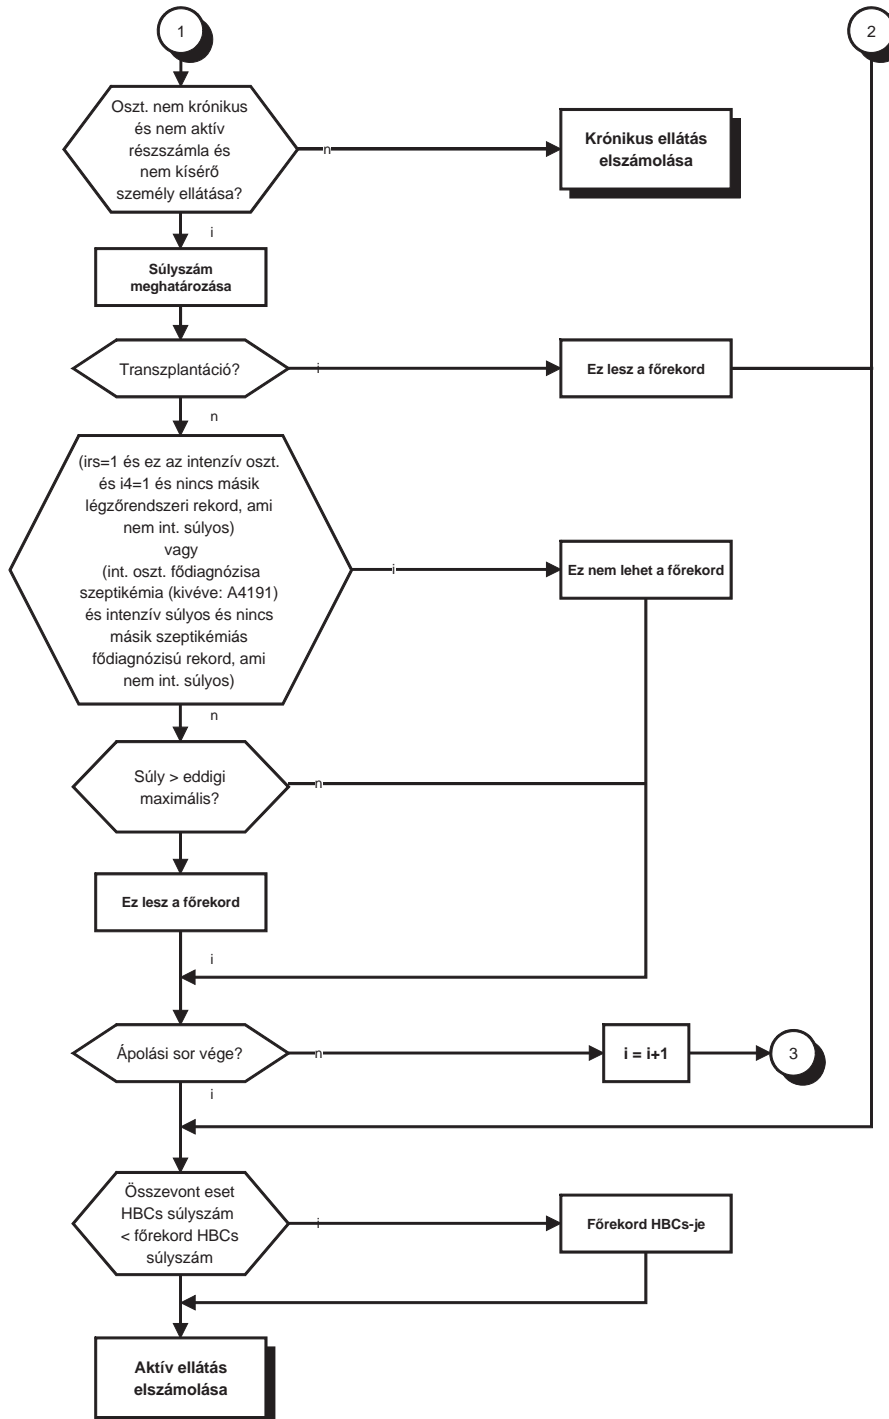 1
2
Oszt. nem krónikus
és nem aktív
részszámla és
nem kísérő
személy ellátása?
n
Krónikus ellátás
elszámolása
i
Súlyszám
meghatározása
Transzplantáció?
i
Ez lesz a főrekord
n
(irs=1 és ez az intenzív oszt.
és i4=1 és nincs másik
légzőrendszeri rekord, ami
nem int. súlyos)
vagy
(int. oszt. fődiagnózisa
szeptikémia (kivéve: A4191)
és intenzív súlyos és nincs
másik szeptikémiás
fődiagnózisú rekord, ami
nem int. súlyos)
i
Ez nem lehet a főrekord
n
Súly > eddigi
maximális?
n
Ez lesz a főrekord
i
Ápolási sor vége?
n
i = i+1
3
i
Összevont eset
HBCs súlyszám
< főrekord HBCs
súlyszám
i
Főrekord HBCs-je
Aktív ellátás
elszámolása